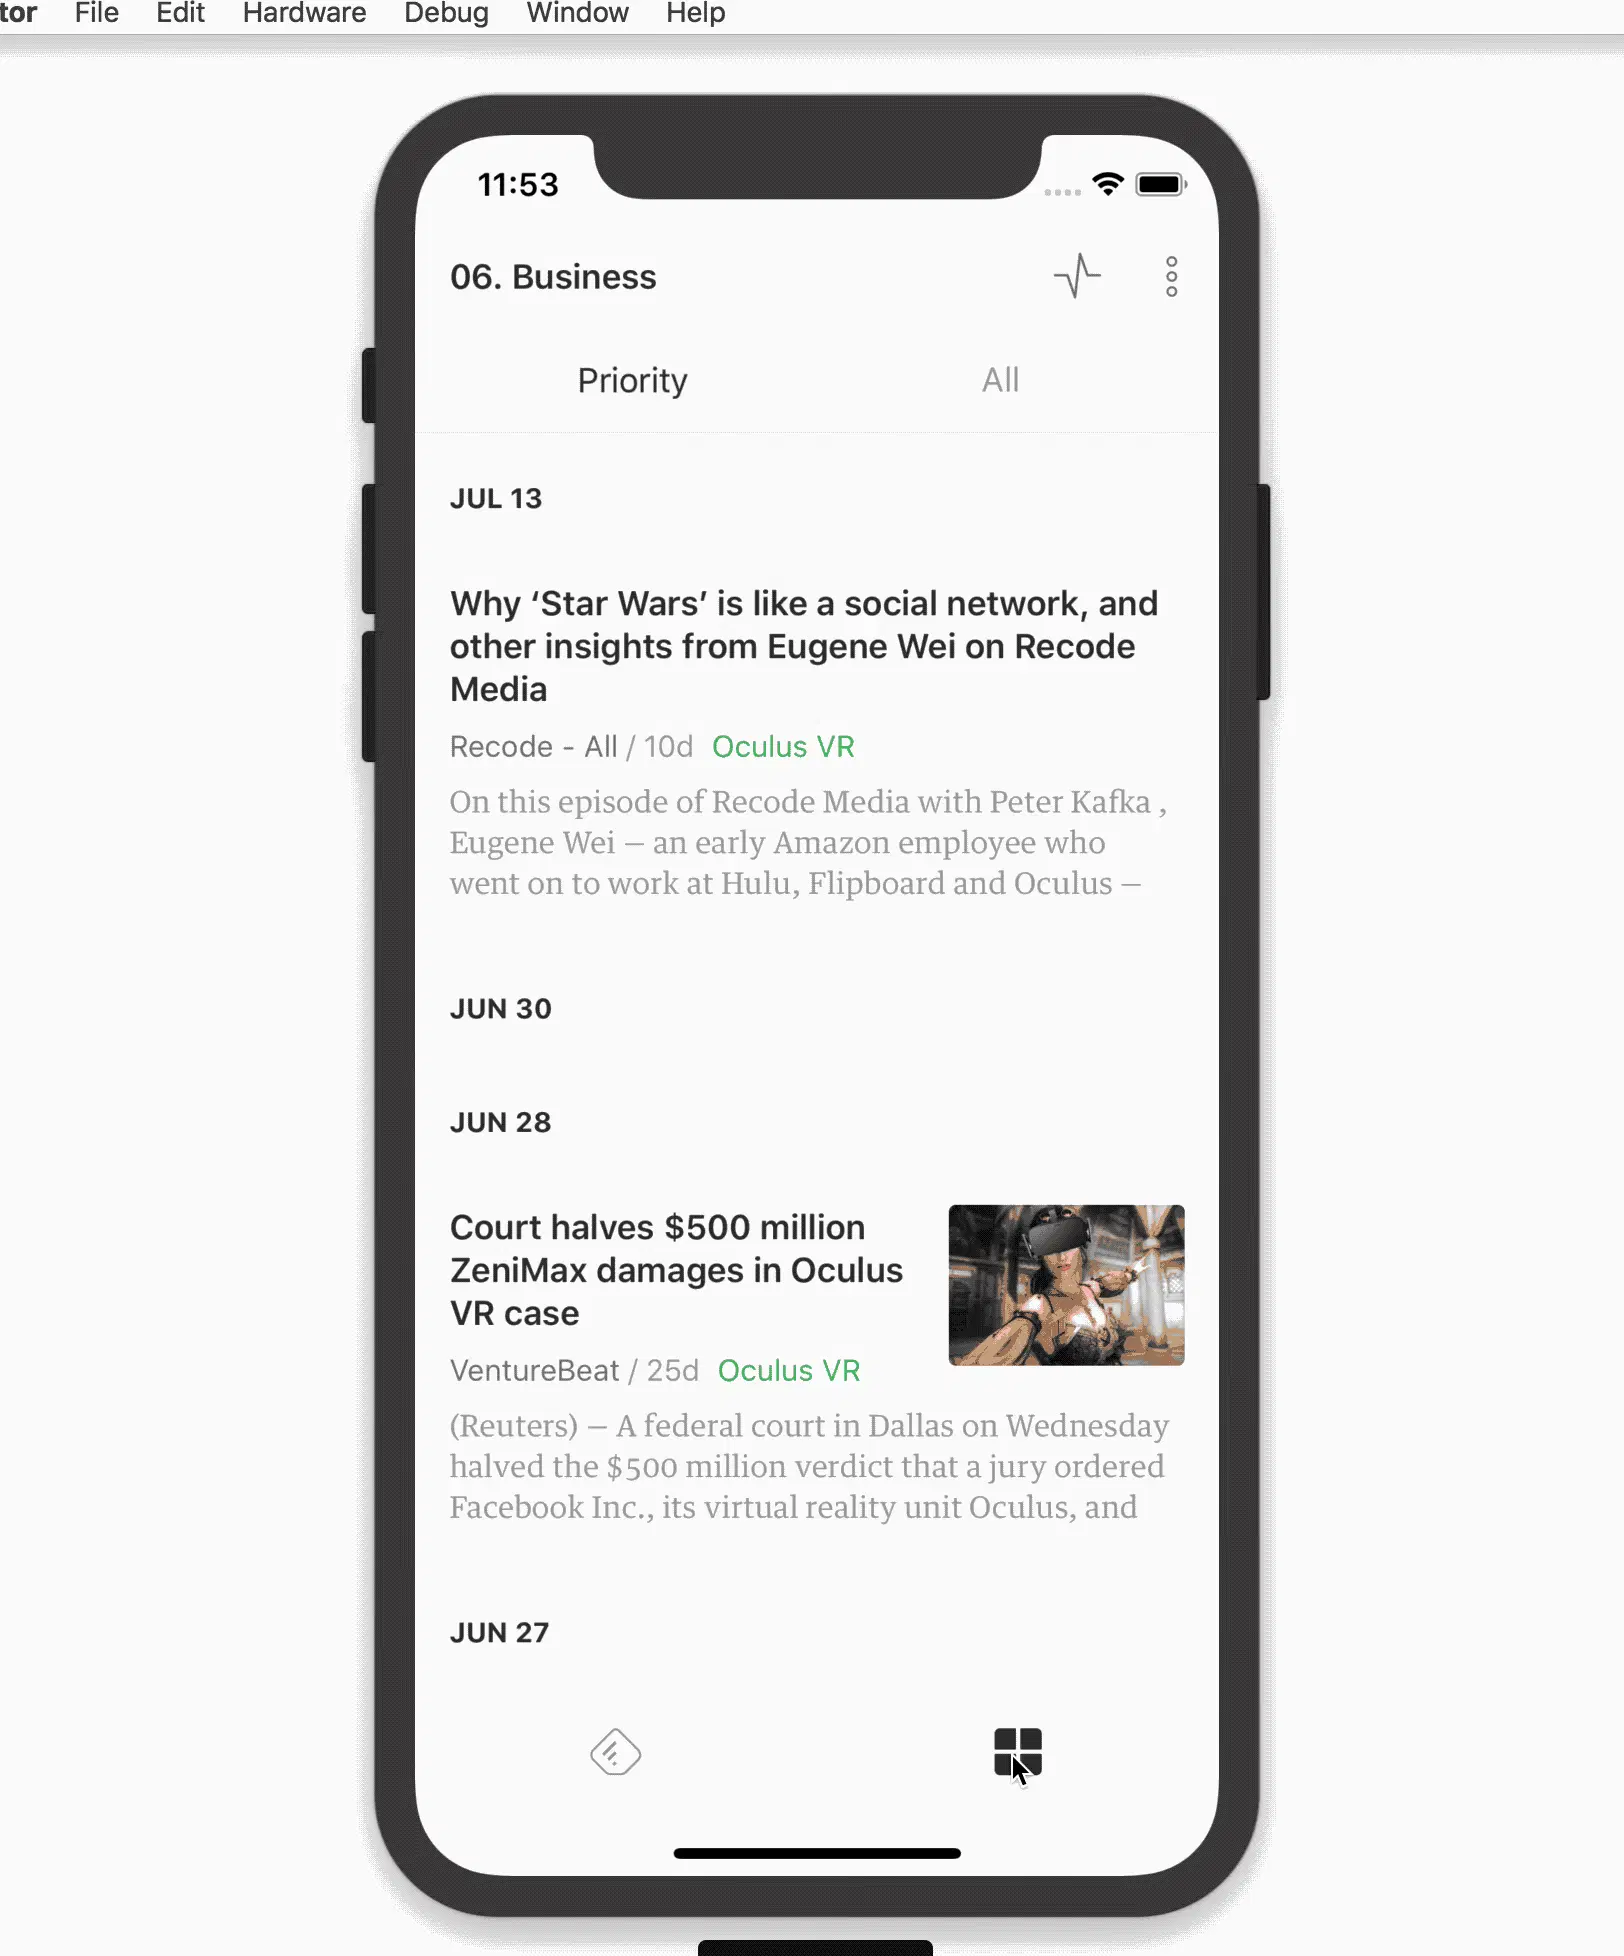 tor File Edit Hardware Debug Window Help
11:53
06. Business
Priority All
JUL 13
Why ‘Star Wars’ is like a social network, and
other insights from Eugene Wei on Recode
Media
Recode - All / 10d Oculus VR
On this episode of Recode Media with Peter Kafka ,
Eugene Wei — an early Amazon employee who
went on to work at Hulu, Flipboard and Oculus —
JUN 30
JUN 28
Court halves $500 million
ZeniMax damages in Oculus
VR case
VentureBeat / 25d Oculus VR
(Reuters) — A federal court in Dallas on Wednesday
halved the $500 million verdict that a jury ordered
Facebook Inc., its virtual reality unit Oculus, and
JUN 27